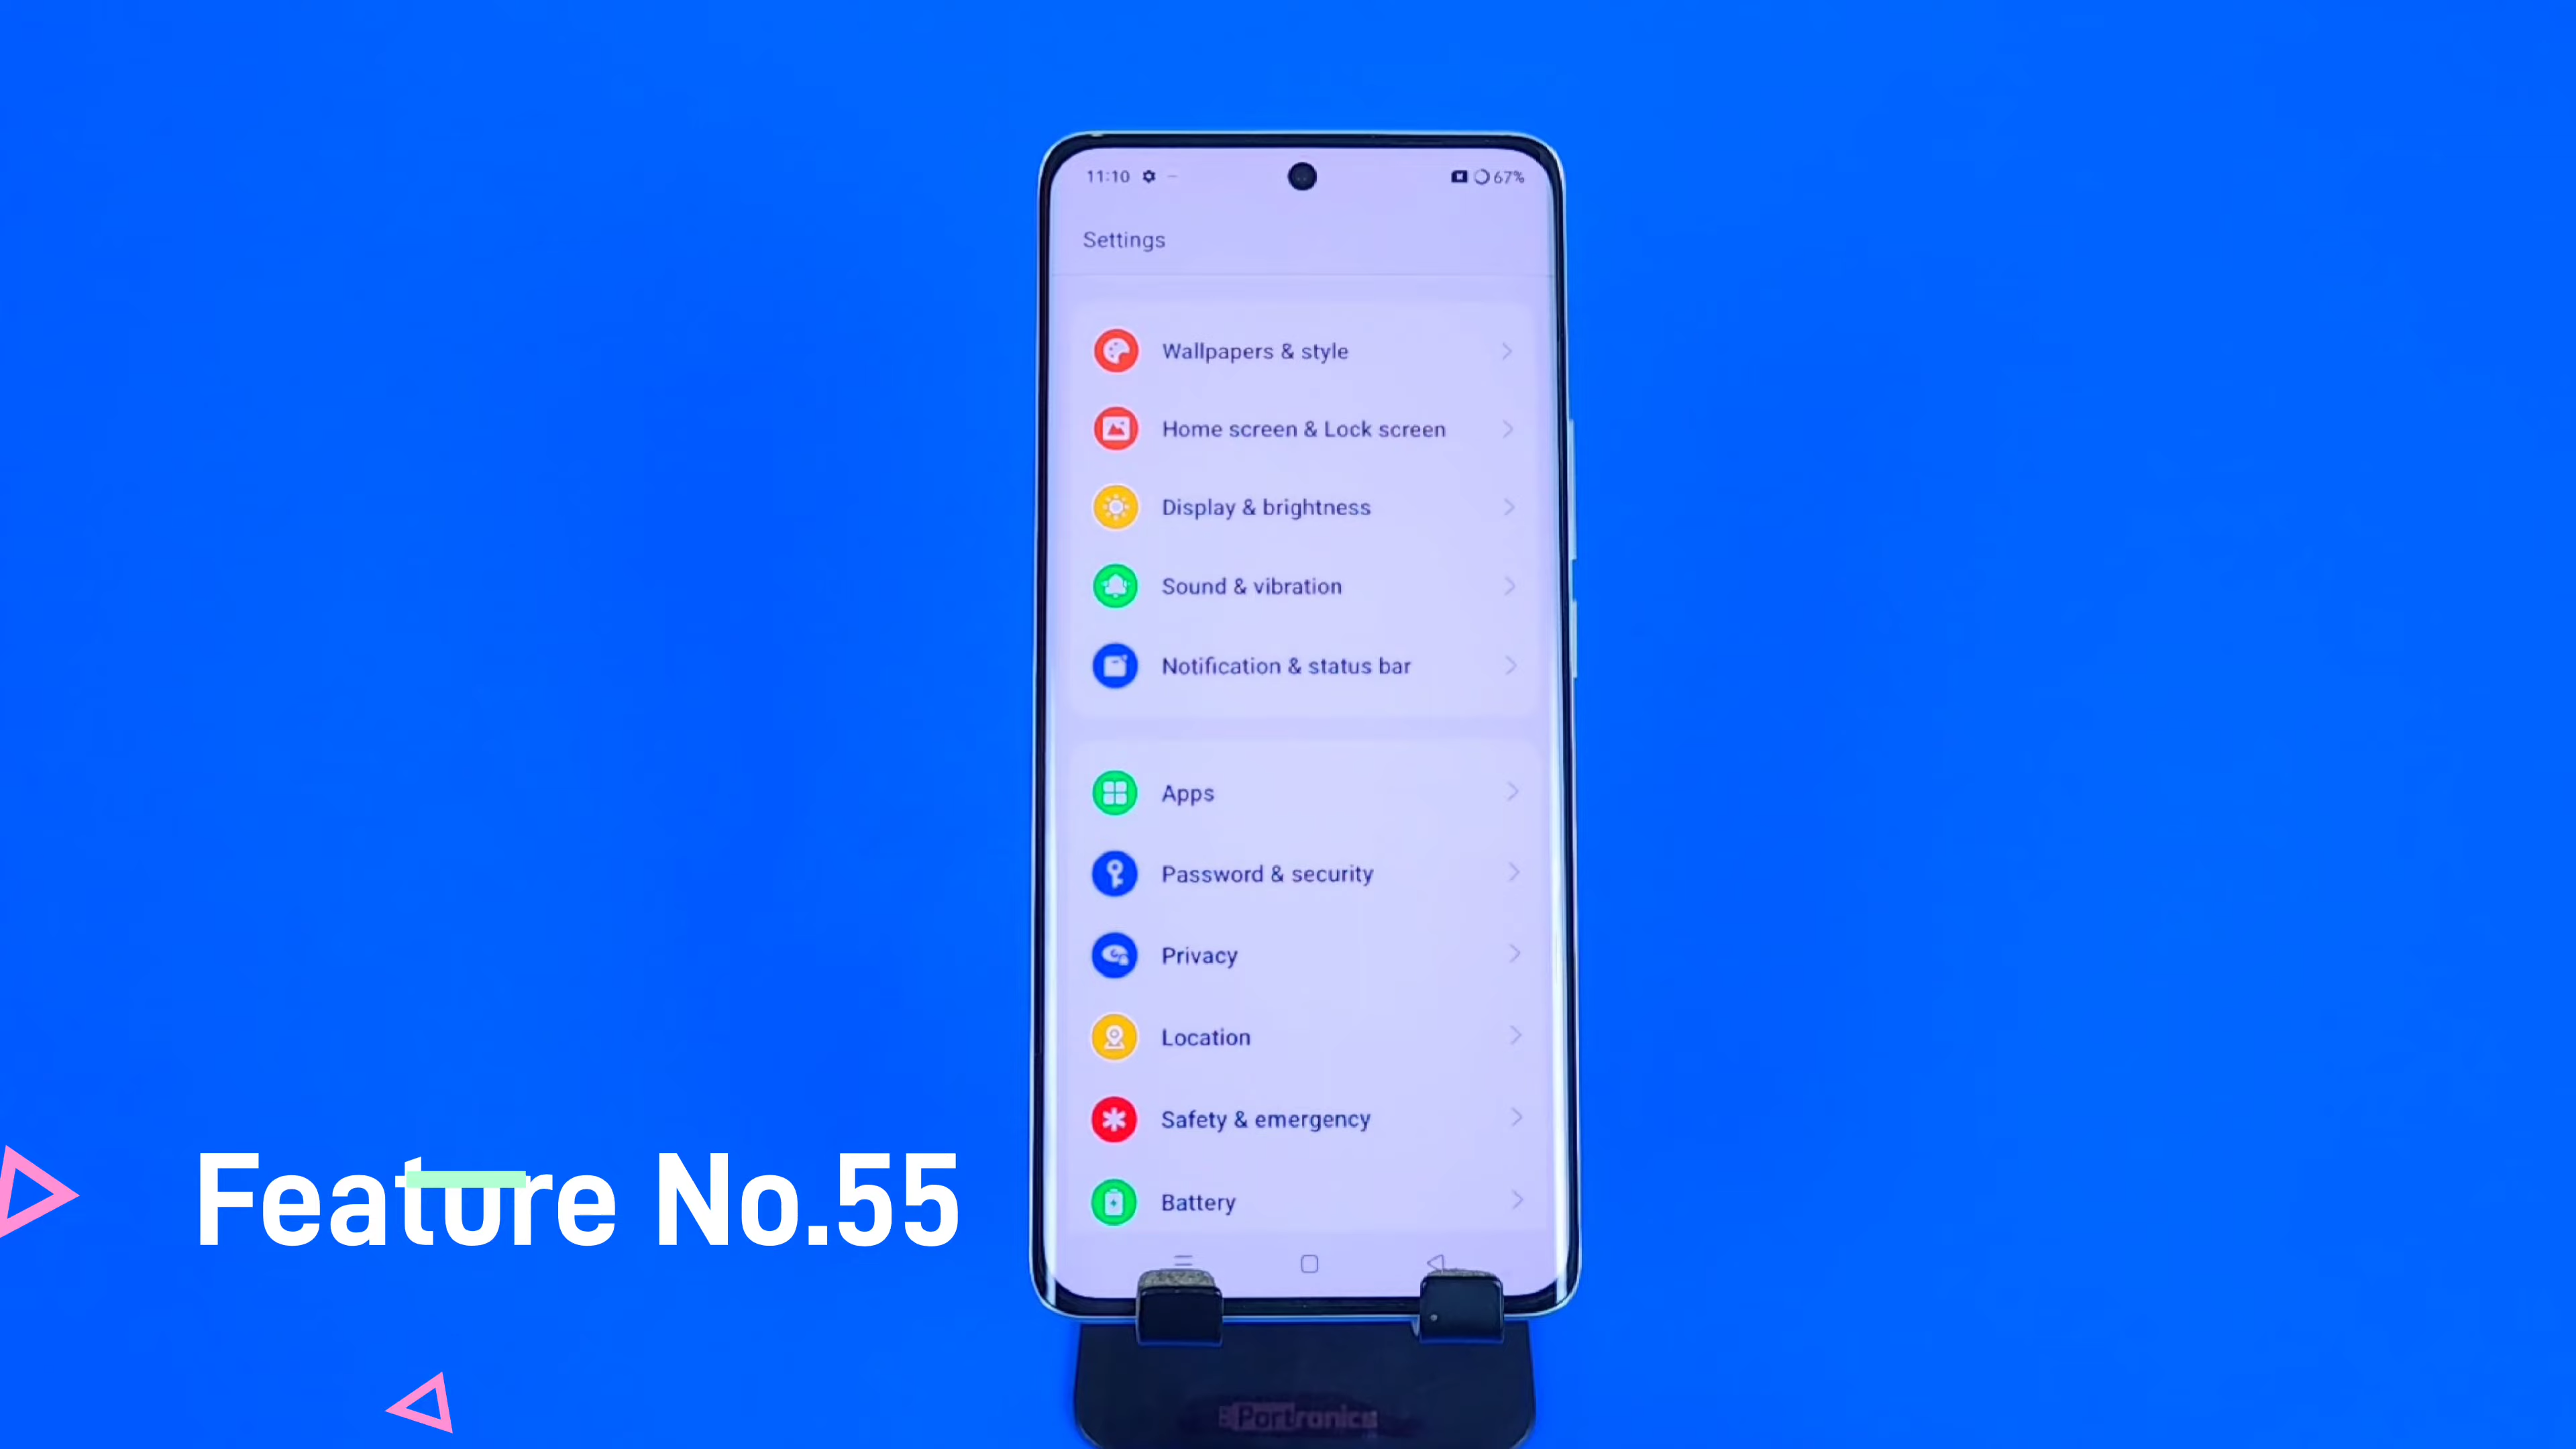 11:10
67%
Settings
Wallpapers & style
Home screen & Lock screen
Display & brightness
Sound & vibration
Notification & status bar
Apps
Password & security
Privacy
Location
Safety & emergency
Battery
Feature No.55
Portronics